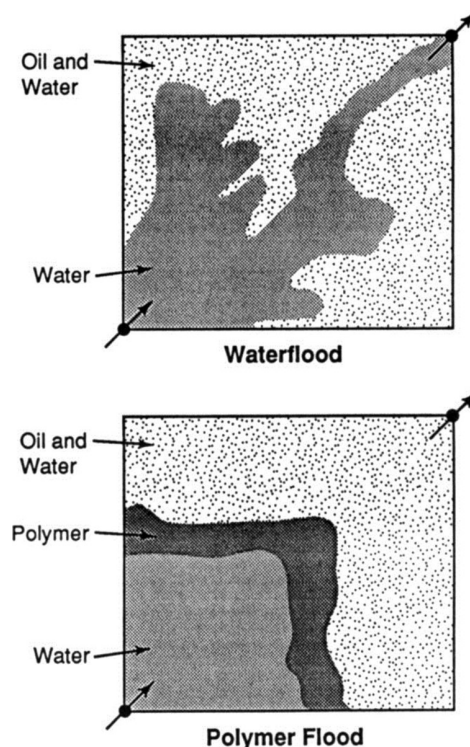 Oil and
Water
Water
Waterflood
Oil and
Water
Polymer
Water
Polymer Flood